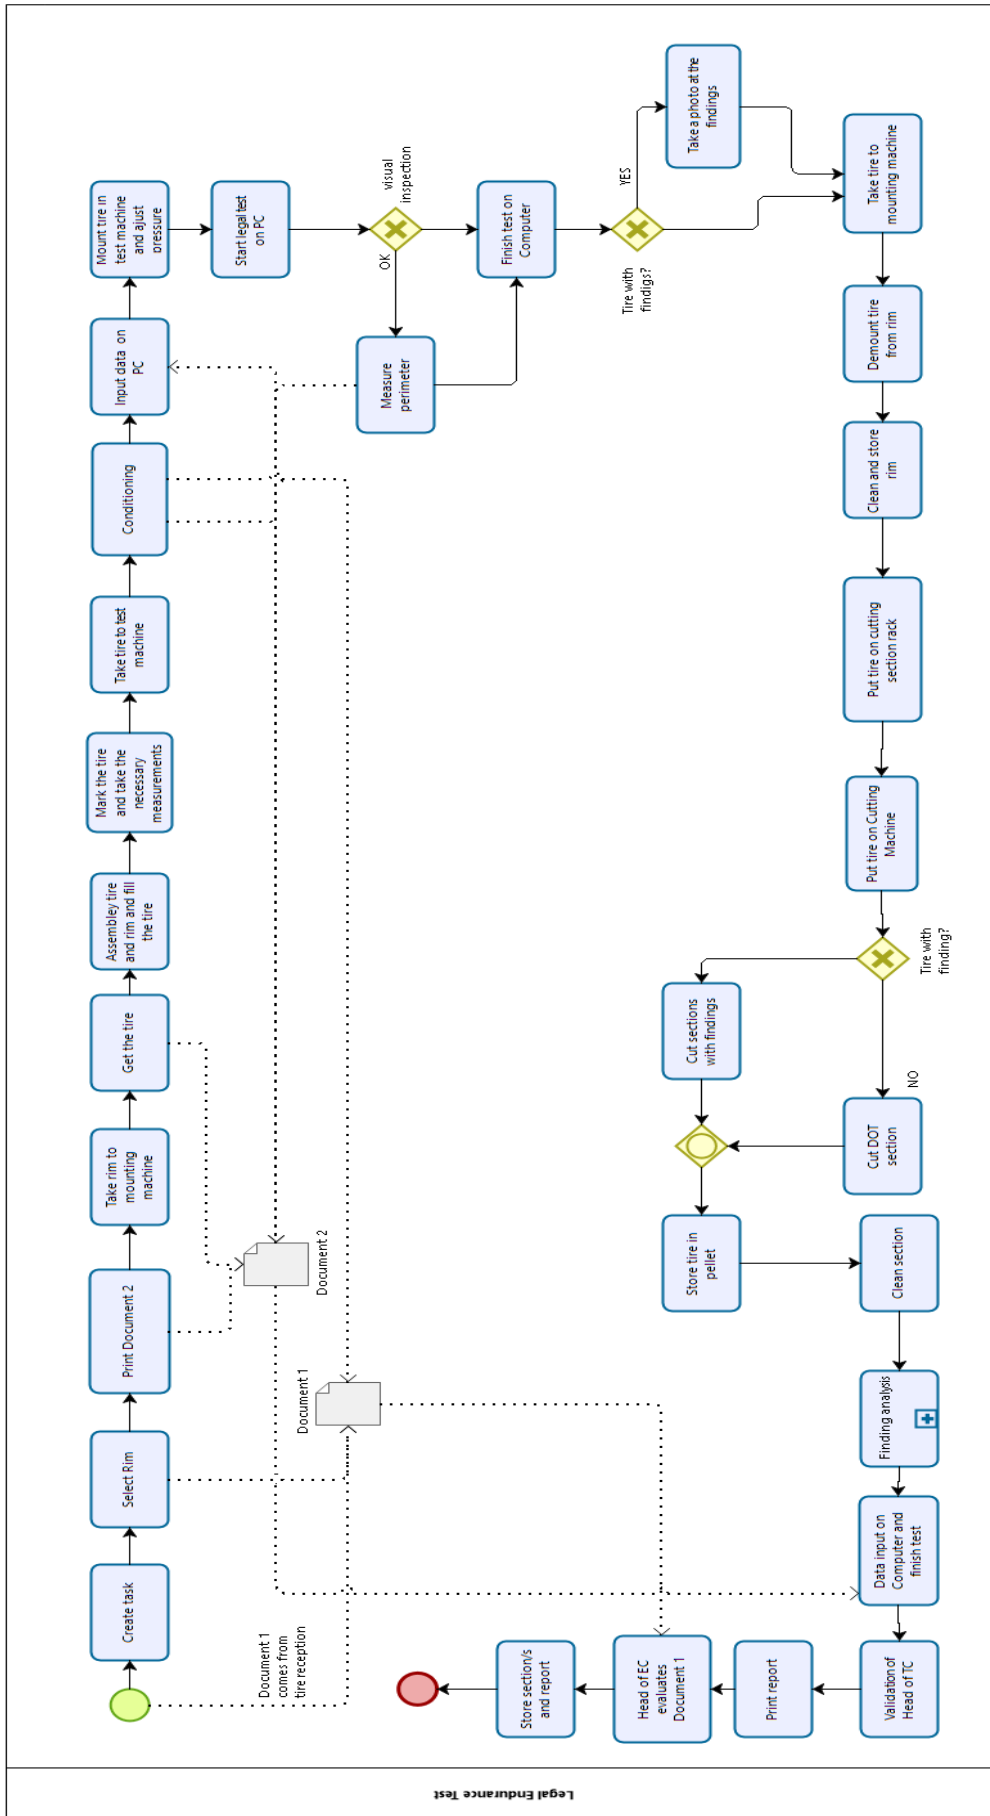 Legal Endurance Test
Create task
Select Rim
Print Document 2
Take rim to
mounting
machine
Get the tire
Assembley tire
and rim and fill
the tire
Mark the tire
and take the
necessary
measurements
Take tire to test
machine
Conditioning
Input data on
PC
Mount tire in
test machine
and ajust
pressure
Start legal test
on PC
visual
inspection
OK
Measure
perimeter
Finish test on
Computer
Tire with
findigs?
YES
Take a photo at the
findings
Take tire to
mounting machine
Demount tire
from rim
Clean and store
rim
Put tire on cutting
section rack
Put tire on Cutting
Machine
Tire with
finding?
Cut sections
with findings
NO
Cut DOT
section
Store tire in
pellet
Clean section
Finding analysis
Data input on
Computer and
finish test
Validation of
Head of TC
Print report
Head of EC
evaluates
Document 1
Store section/s
and report
Document 1
comes from
tire reception
Document 1
Document 2